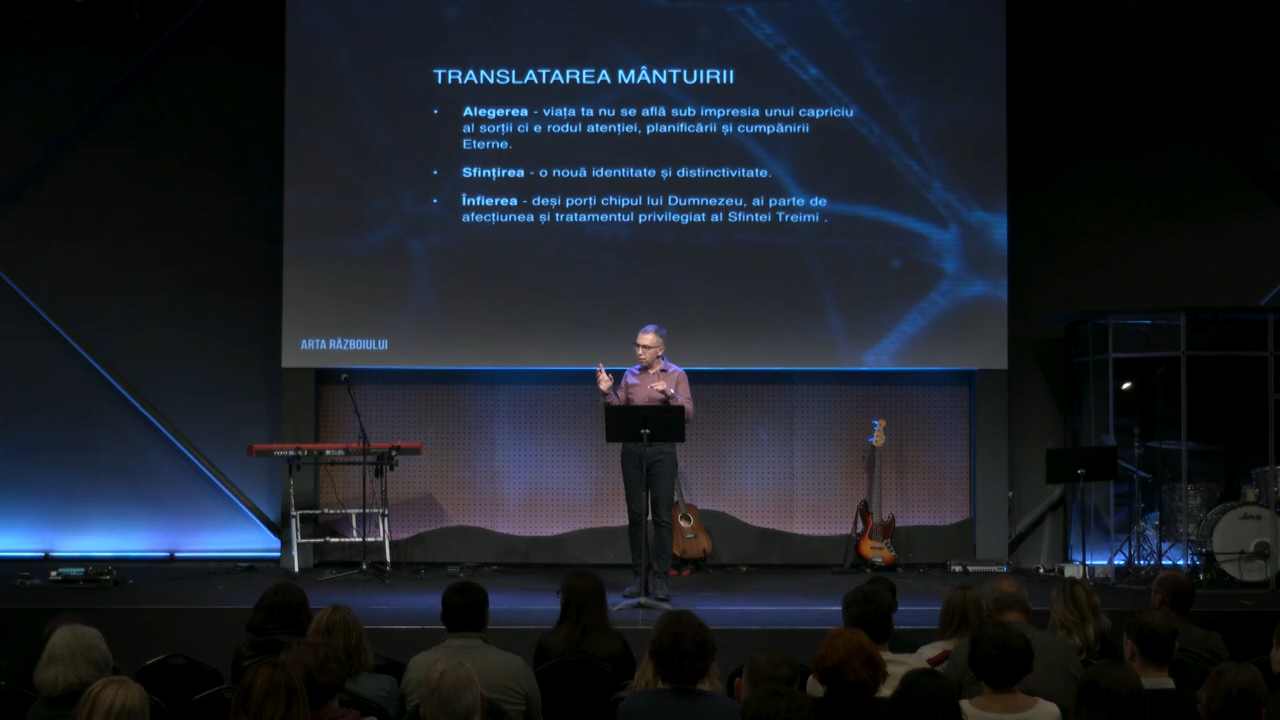 TRANSLATAREA MÂNTUIRII
• Alegerea - viața ta nu se află sub impresia unui capriciu
al sorții ci e rodul atenției, planificării și cumpănirii
Eterne.
• Sfințirea - o nouă identitate și distinctivitate.
• Înfierea - deși porți chipul lui Dumnezeu, ai parte de
afecțiunea și tratamentul privilegiat al Sfintei Treimi .
ARTA RĂZBOIULUI
nord